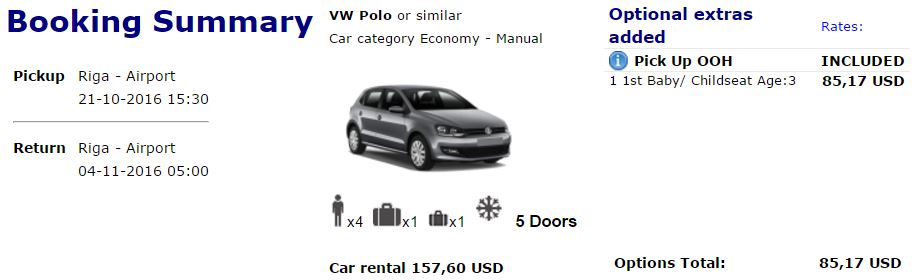 Booking Summary
Pickup Riga - Airport
21-10-2016 15:30
Return Riga - Airport
04-11-2016 05:00
VW Polo or similar
Car category Economy - Manual
x4 x1 x1 5 Doors
Car rental 157,60 USD
Optional extras added Rates:
Pick Up OOH INCLUDED
1 1st Baby/ Childseat Age:3 85,17 USD
Options Total: 85,17 USD